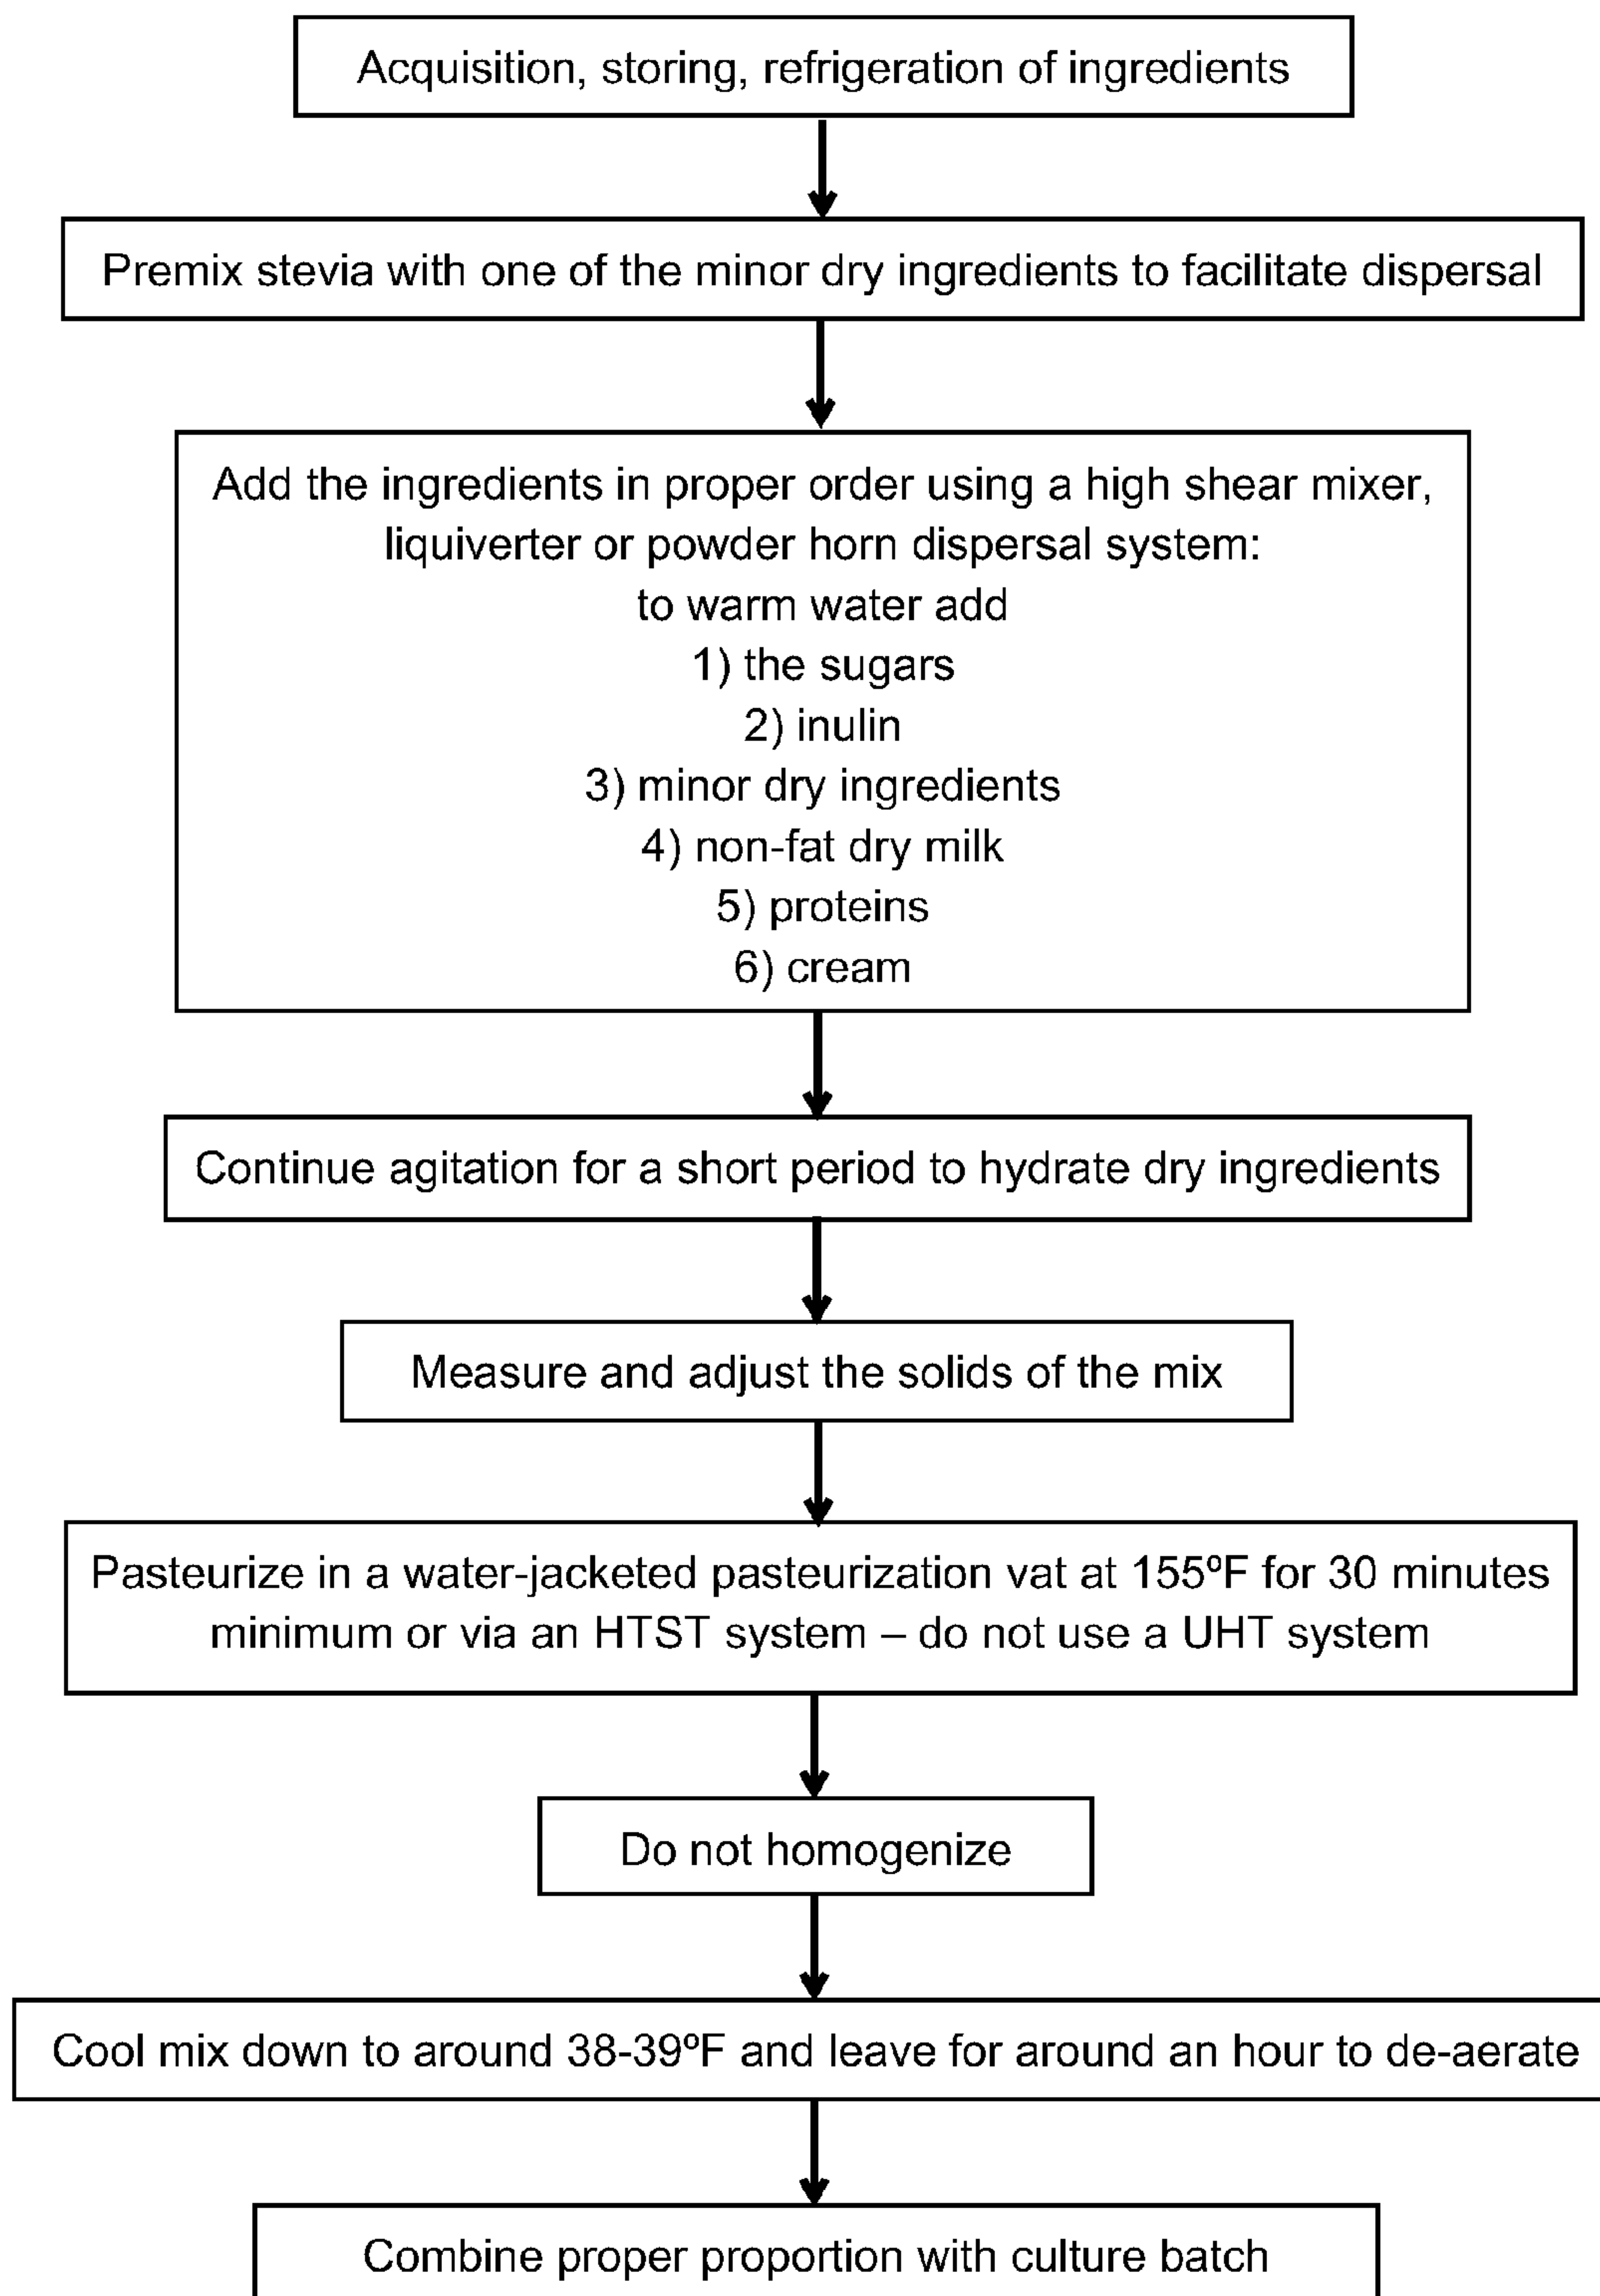 Acquisition, storing, refrigeration of ingredients
Premix stevia with one of the minor dry ingredients to facilitate dispersal
Add the ingredients in proper order using a high shear mixer,
liquiverter or powder horn dispersal system:
to warm water add
1) the sugars
2) inulin
3) minor dry ingredients
4) non-fat dry milk
5) proteins
6) cream
Continue agitation for a short period to hydrate dry ingredients
Measure and adjust the solids of the mix
Pasteurize in a water-jacketed pasteurization vat at 155ºF for 30 minutes
minimum or via an HTST system – do not use a UHT system
Do not homogenize
Cool mix down to around 38-39ºF and leave for around an hour to de-aerate
Combine proper proportion with culture batch